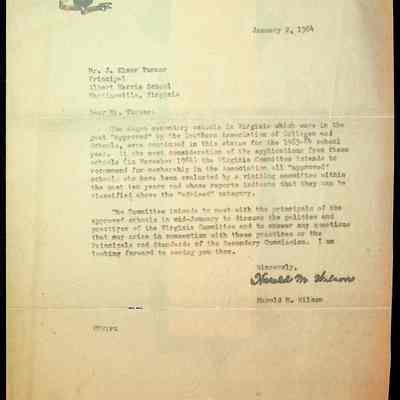 January 2, 1964
Mr. J. Elmer Turner
Principal
Albert Harris School
Martinsville, Virginia
Dear Mr. Turner:
The Negro secondary schools in Virginia which were in the
past "approved" by the Southern Association of Colleges and
Schools, were continued in this status for the 1963-64 school
year. In the next consideration of the applications from these
schools (in November 1964) the Virginia Committee intends to
recommend for membership in the Association all "approved"
schools who have been evaluated by a visiting committee within
the past ten years and whose reports indicate that they can be
classified above the "advised" category.
The Committee intends to meet with the principals of the
approved schools in mid-January to discuss the policies and
practices of the Virginia Committee and to answer any questions
that may arise in connection with these practices or the
Principals and Standards of the Secondary Commission. I am
looking forward to seeing you then.
Sincerely,
Harold M. Wilson
Harold M. Wilson